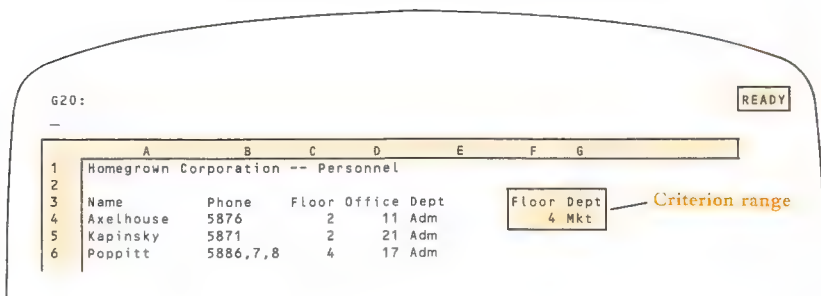 G20: READY
A B C D E F G
1 Homegrown Corporation -- Personnel
2
3 Name Phone Floor Office Dept Floor Dept Criterion range
4 Axelhouse 5876 2 11 Adm 4 Mkt
5 Kapinsky 5871 2 21 Adm
6 Poppitt 5886,7,8 4 17 Adm